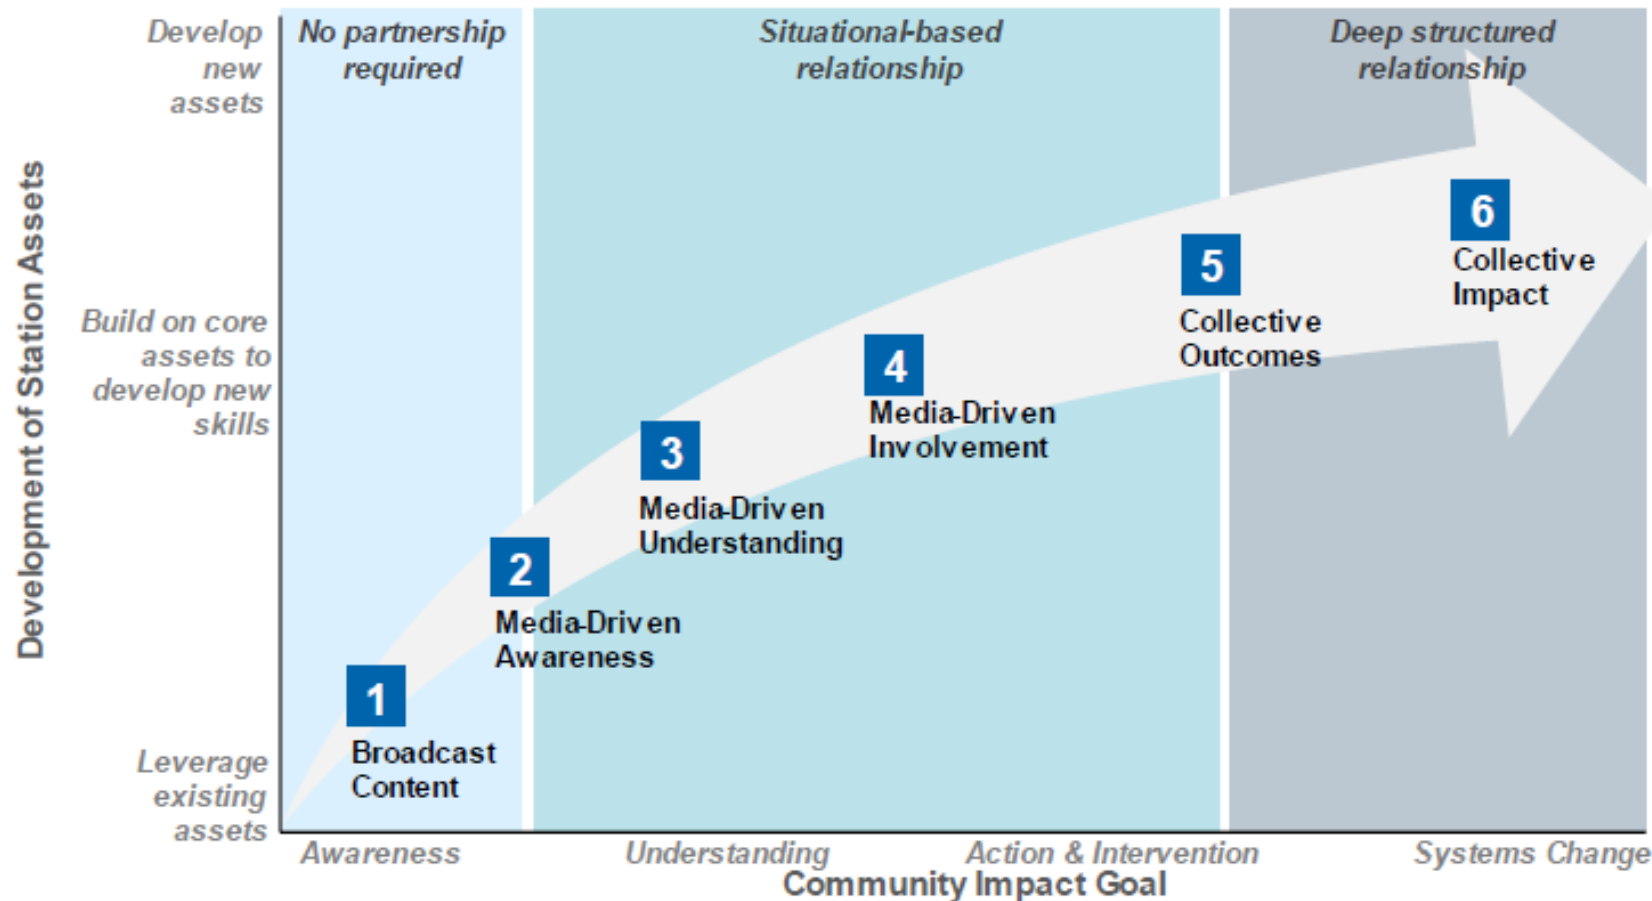 Develop
new
assets
No partnership
required
Situational-based
relationship
Deep structured
relationship
Development of Station Assets
Build on core
assets to
develop new
skills
Leverage
existing
assets
1
Broadcast
Content
2
Media-Driven
Awareness
3
Media-Driven
Understanding
4
Media-Driven
Involvement
5
Collective
Outcomes
6
Collective
Impact
Awareness
Understanding
Action & Intervention
Systems Change
Community Impact Goal